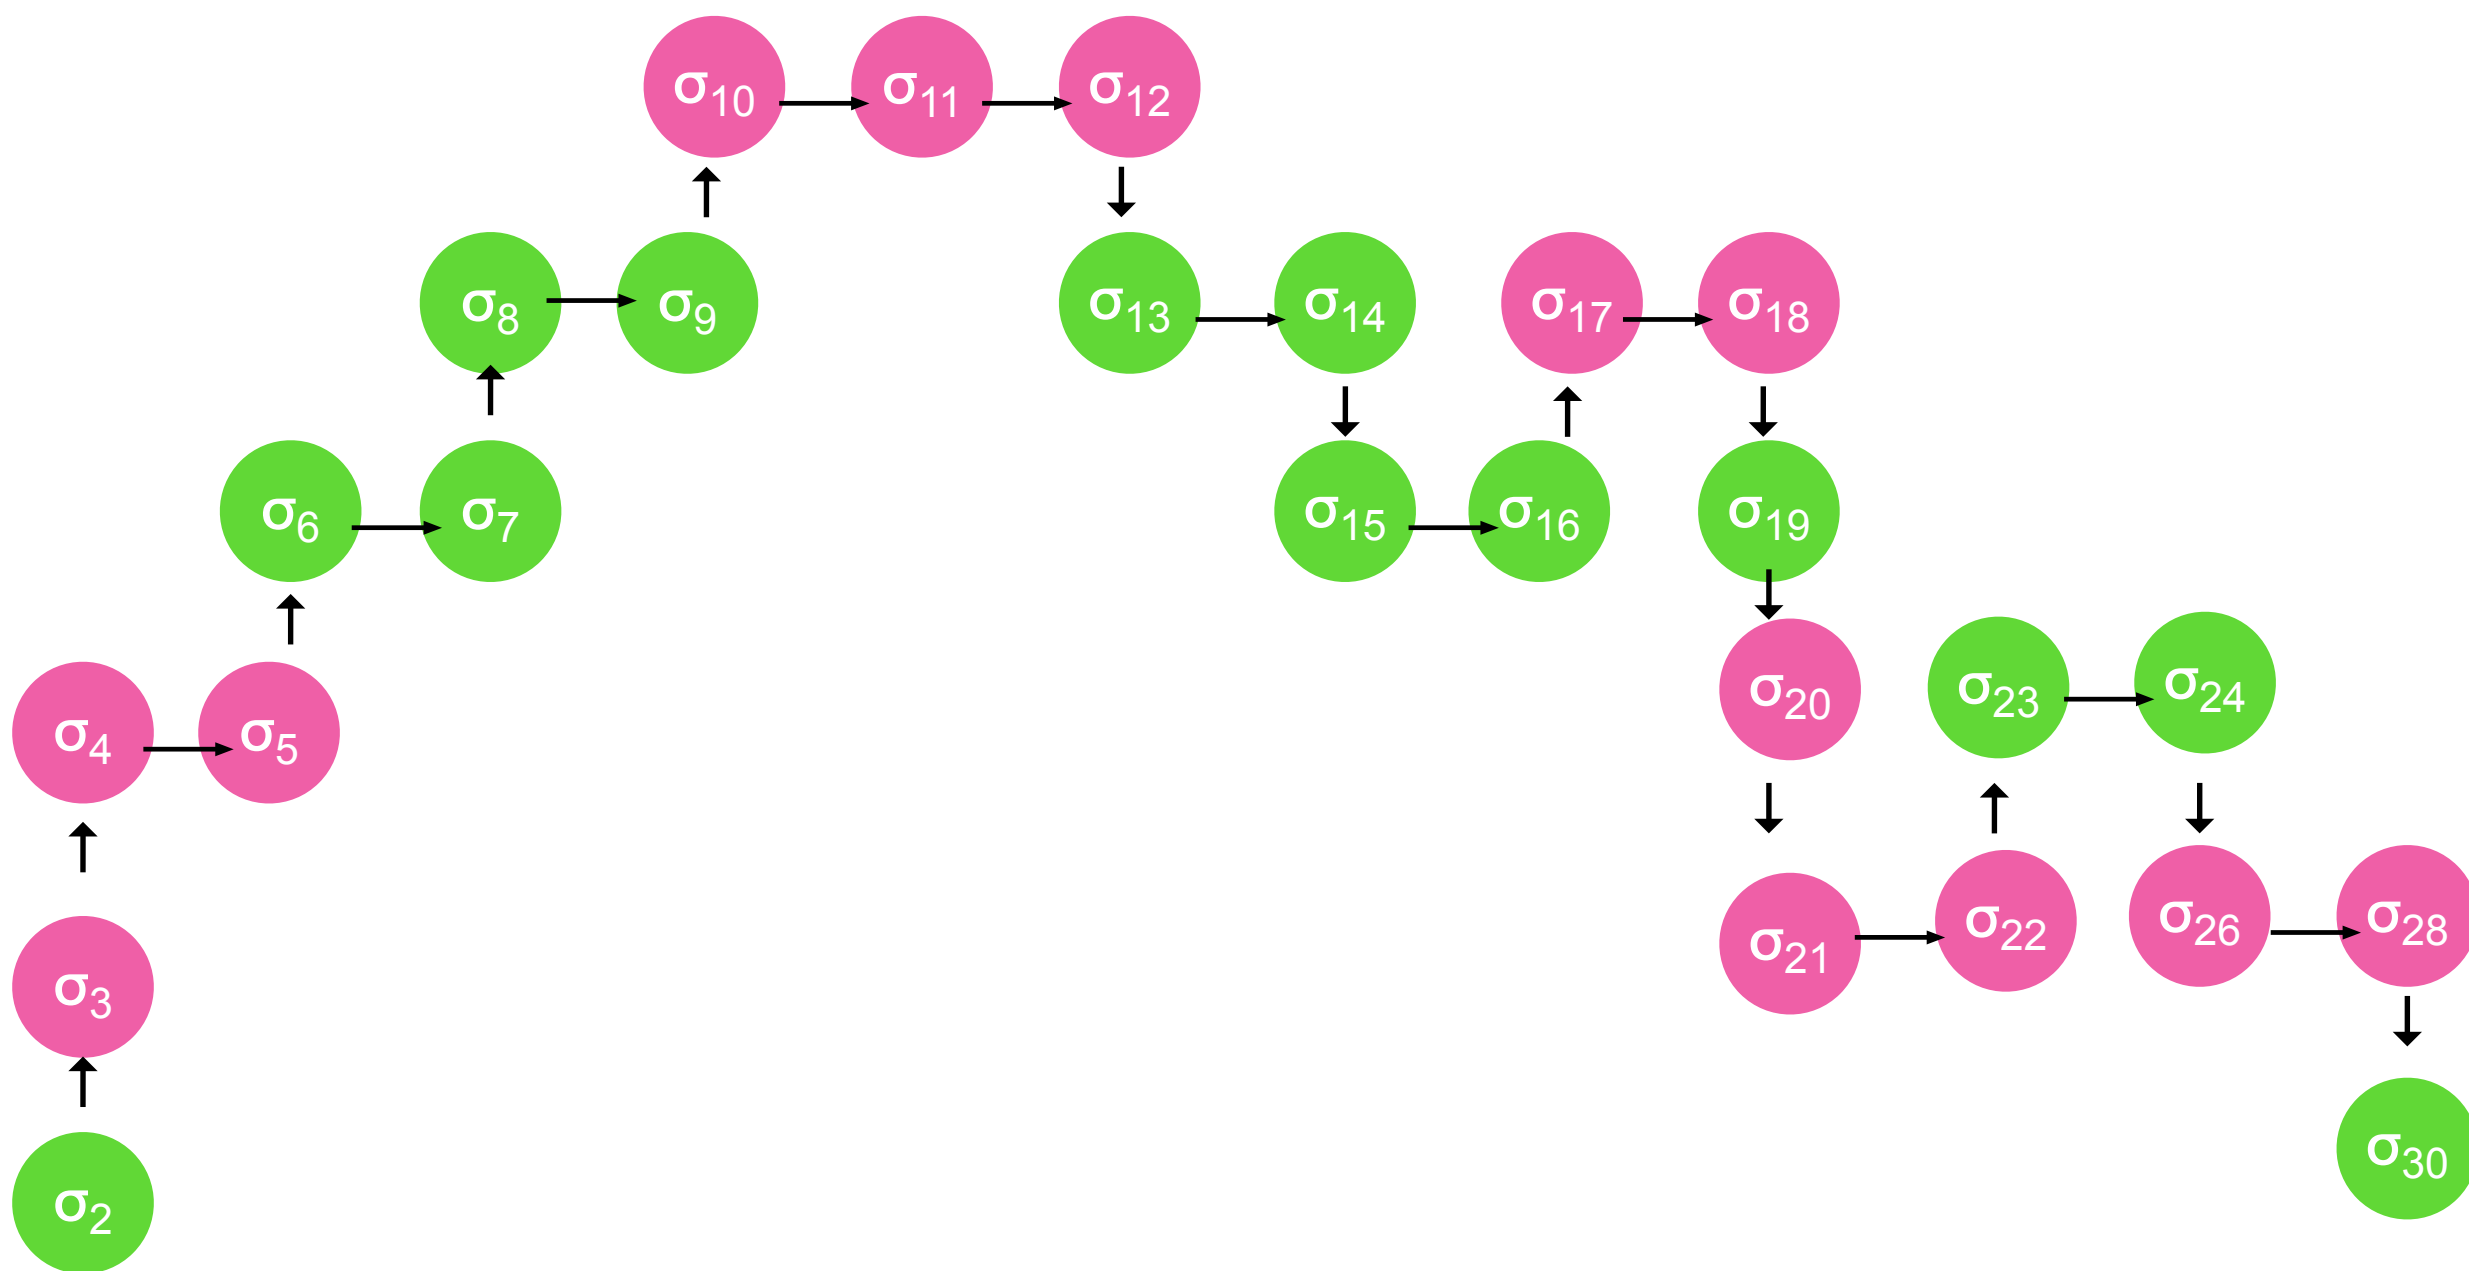 σ₁₀ σ₁₁ σ₁₂
σ₈ σ₉ σ₁₃ σ₁₄ σ₁₇ σ₁₈
σ₆ σ₇ σ₁₅ σ₁₆ σ₁₉
σ₄ σ₅ σ₂₀ σ₂₃ σ₂₄
σ₃ σ₂₁ σ₂₂ σ₂₆ σ₂₈
σ₂ σ₃₀